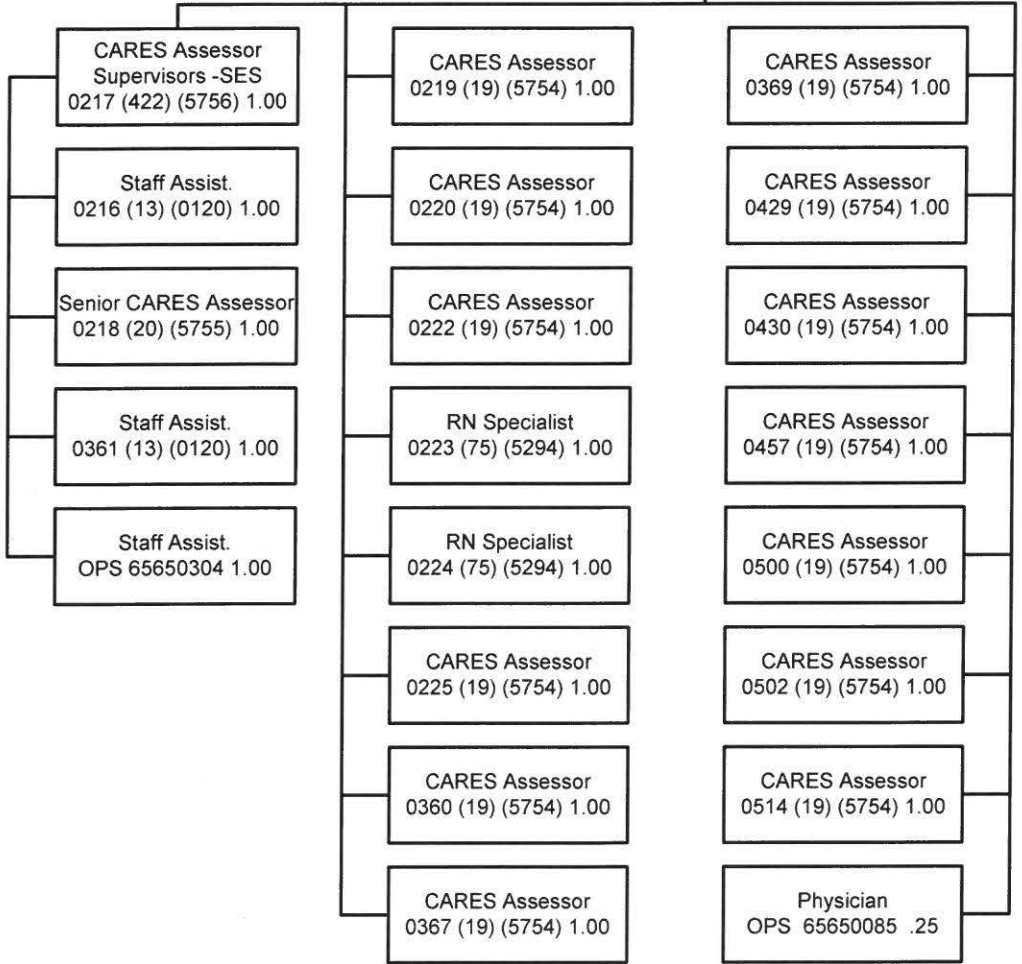 CARES Assessor
Supervisors -SES
0217 (422) (5756) 1.00
Staff Assist.
0216 (13) (0120) 1.00
Senior CARES Assessor
0218 (20) (5755) 1.00
Staff Assist.
0361 (13) (0120) 1.00
Staff Assist.
OPS 65650304 1.00
CARES Assessor
0219 (19) (5754) 1.00
CARES Assessor
0220 (19) (5754) 1.00
CARES Assessor
0222 (19) (5754) 1.00
RN Specialist
0223 (75) (5294) 1.00
RN Specialist
0224 (75) (5294) 1.00
CARES Assessor
0225 (19) (5754) 1.00
CARES Assessor
0360 (19) (5754) 1.00
CARES Assessor
0367 (19) (5754) 1.00
CARES Assessor
0369 (19) (5754) 1.00
CARES Assessor
0429 (19) (5754) 1.00
CARES Assessor
0430 (19) (5754) 1.00
CARES Assessor
0457 (19) (5754) 1.00
CARES Assessor
0500 (19) (5754) 1.00
CARES Assessor
0502 (19) (5754) 1.00
CARES Assessor
0514 (19) (5754) 1.00
Physician
OPS 65650085 .25